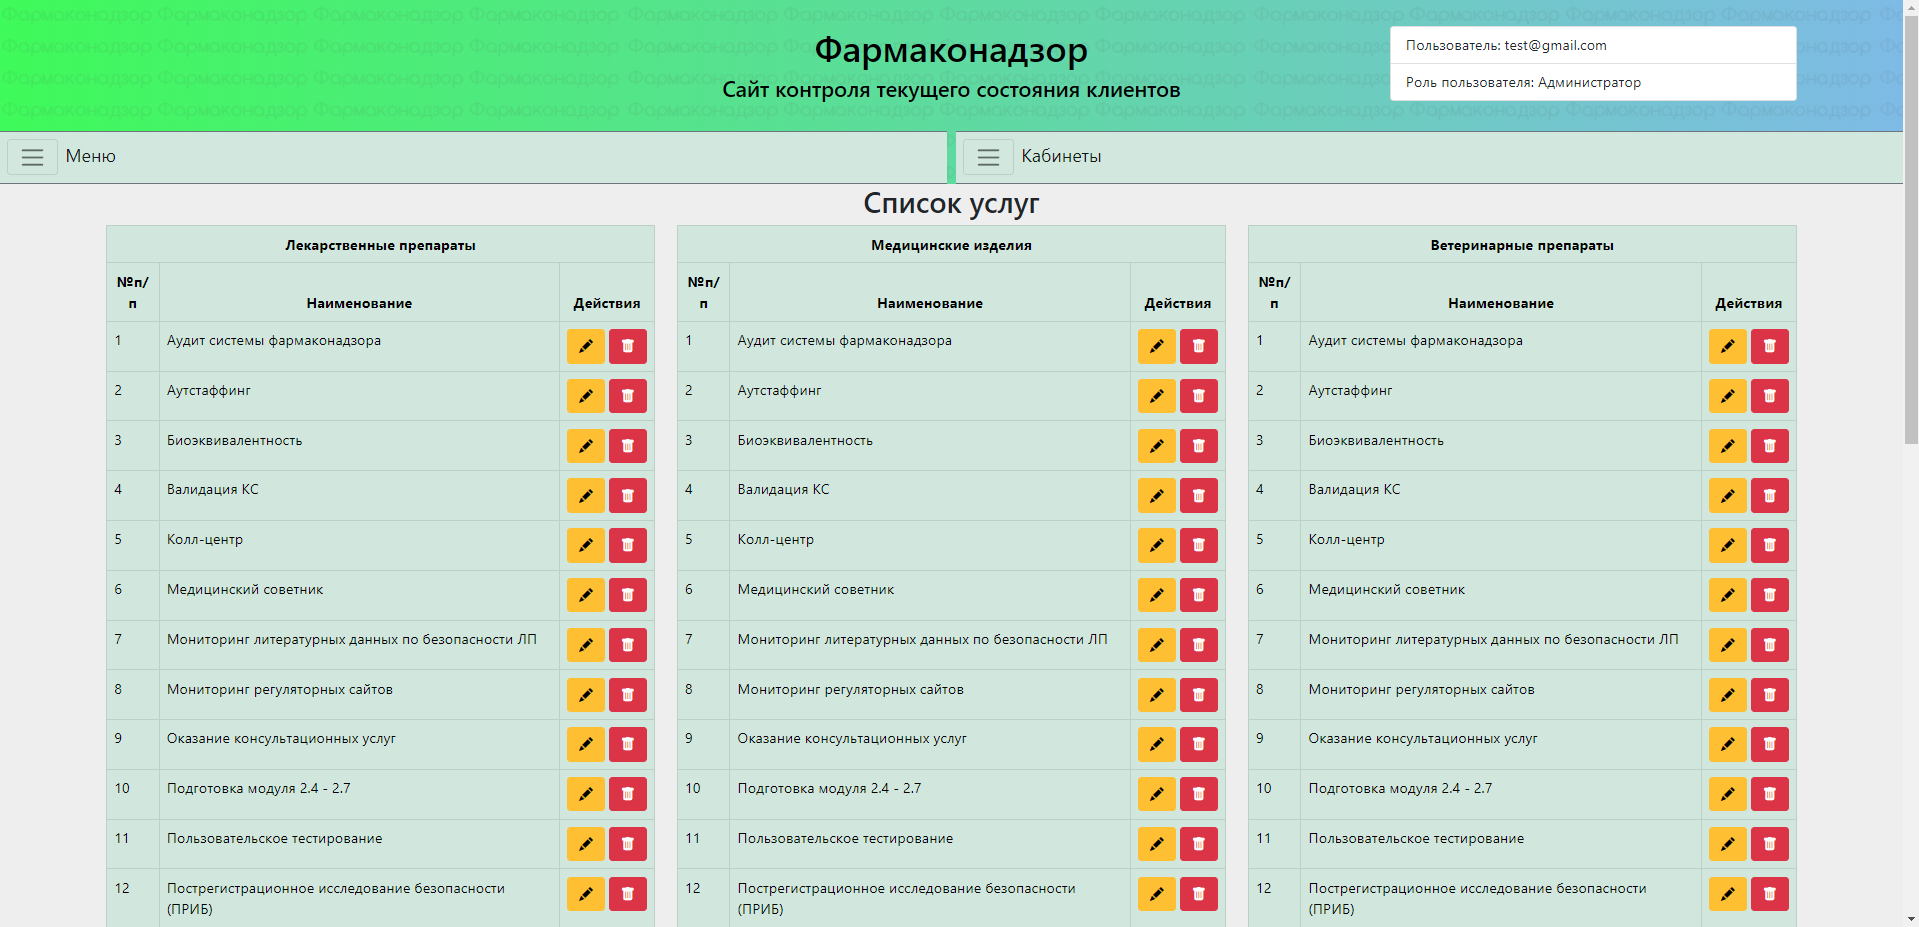 Фармаконадзор
Сайт контроля текущего состояния клиентов
Пользователь: test@gmail.com
Роль пользователя: Администратор
Меню
Кабинеты
Список услуг
Лекарственные препараты
№п/
п
Наименование
Действия
1 Аудит системы фармаконадзора
2 Аутстаффинг
3 Биоэквивалентность
4 Валидация КС
5 Колл-центр
6 Медицинский советник
7 Мониторинг литературных данных по безопасности ЛП
8 Мониторинг регуляторных сайтов
9 Оказание консультационных услуг
10 Подготовка модуля 2.4 - 2.7
11 Пользовательское тестирование
12 Пострегистрационное исследование безопасности
(ПРИБ)
Медицинские изделия
№п/
п
Наименование
Действия
1 Аудит системы фармаконадзора
2 Аутстаффинг
3 Биоэквивалентность
4 Валидация КС
5 Колл-центр
6 Медицинский советник
7 Мониторинг литературных данных по безопасности ЛП
8 Мониторинг регуляторных сайтов
9 Оказание консультационных услуг
10 Подготовка модуля 2.4 - 2.7
11 Пользовательское тестирование
12 Пострегистрационное исследование безопасности
(ПРИБ)
Ветеринарные препараты
№п/
п
Наименование
Действия
1 Аудит системы фармаконадзора
2 Аутстаффинг
3 Биоэквивалентность
4 Валидация КС
5 Колл-центр
6 Медицинский советник
7 Мониторинг литературных данных по безопасности ЛП
8 Мониторинг регуляторных сайтов
9 Оказание консультационных услуг
10 Подготовка модуля 2.4 - 2.7
11 Пользовательское тестирование
12 Пострегистрационное исследование безопасности
(ПРИБ)